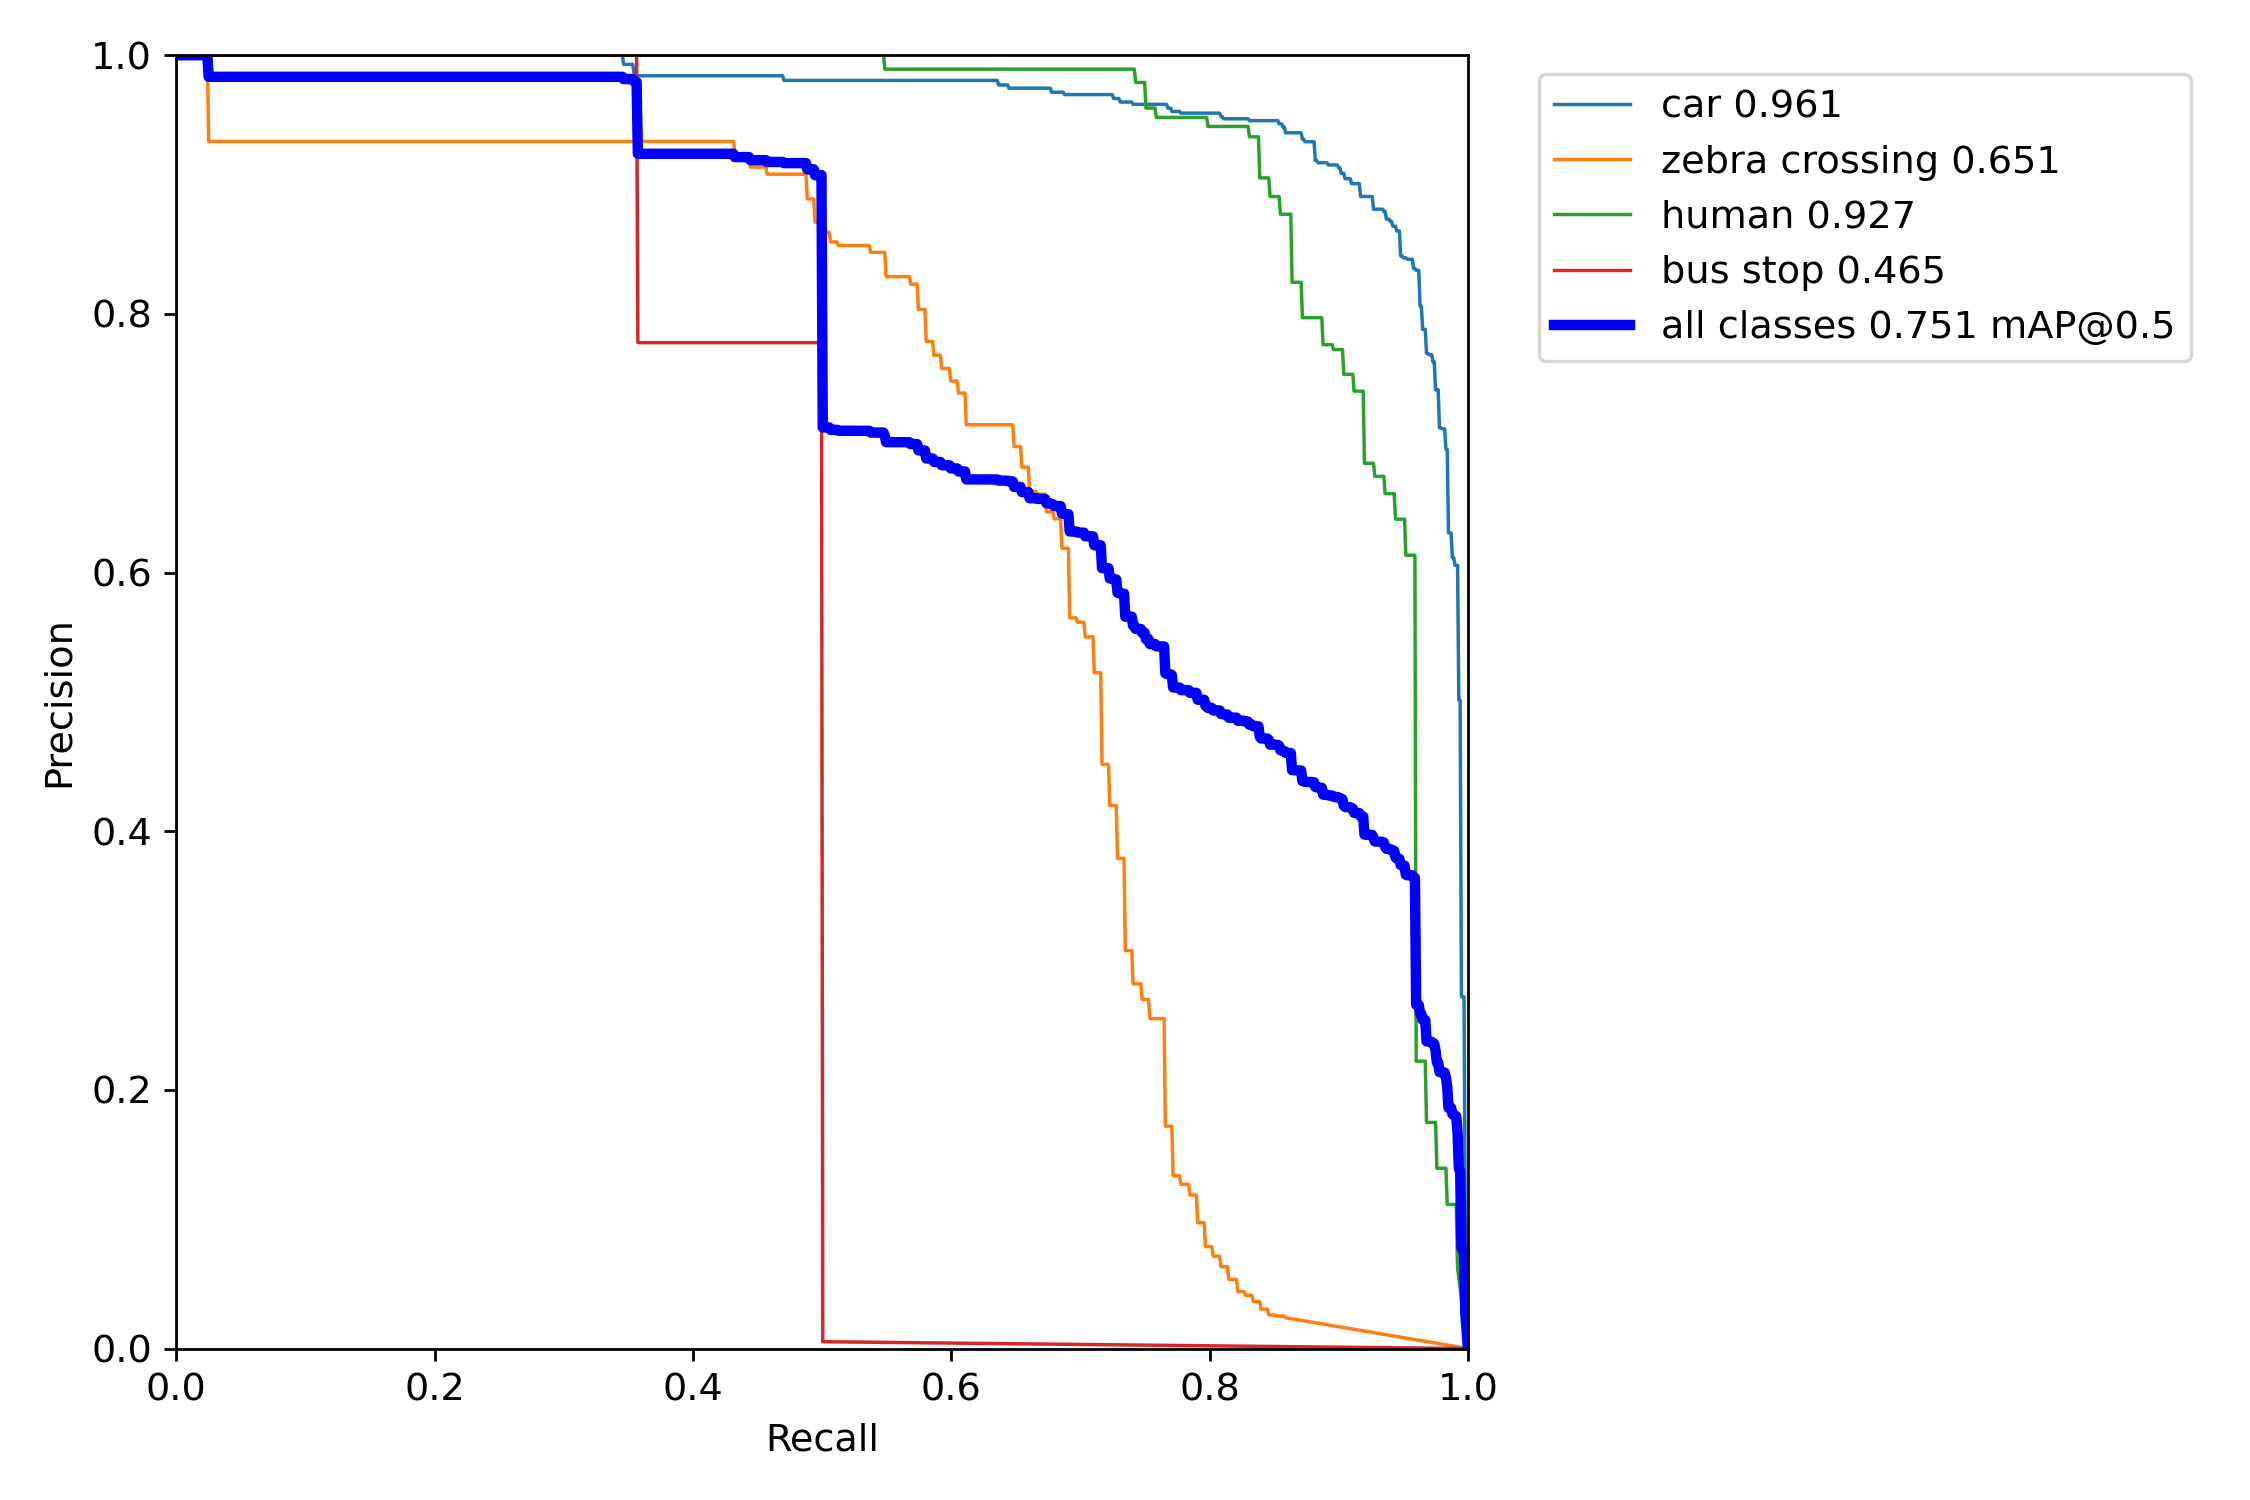 1.0
0.8
0.6
0.4
0.2
0.0
Precision
0.0 0.2 0.4 0.6 0.8 1.0
Recall
car 0.961
zebra crossing 0.651
human 0.927
bus stop 0.465
all classes 0.751 mAP@0.5